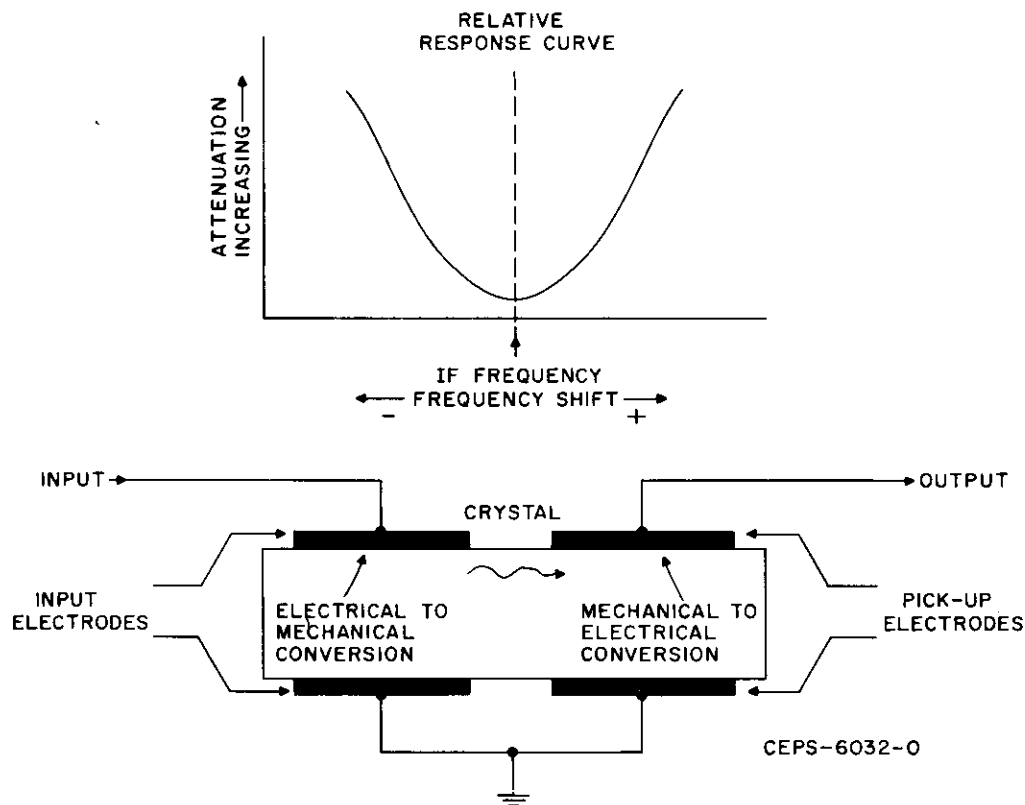 RELATIVE
RESPONSE CURVE
ATTENUATION
INCREASING
IF FREQUENCY
FREQUENCY SHIFT
- +
INPUT
OUTPUT
CRYSTAL
INPUT
ELECTRODES
ELECTRICAL TO
MECHANICAL
CONVERSION
MECHANICAL TO
ELECTRICAL
CONVERSION
PICK-UP
ELECTRODES
CEPS-6032-0